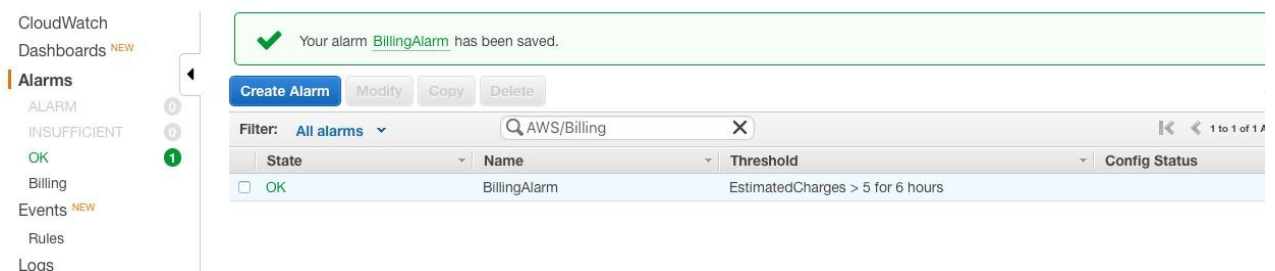 CloudWatch
Dashboards NEW
Alarms
ALARM 0
INSUFFICIENT 0
OK 1
Billing
Events NEW
Rules
Logs
Your alarm BillingAlarm has been saved.
Create Alarm Modify Copy Delete
Filter: All alarms AWS/Billing 1 to 1 of 1 A
State Name Threshold Config Status
OK BillingAlarm EstimatedCharges > 5 for 6 hours